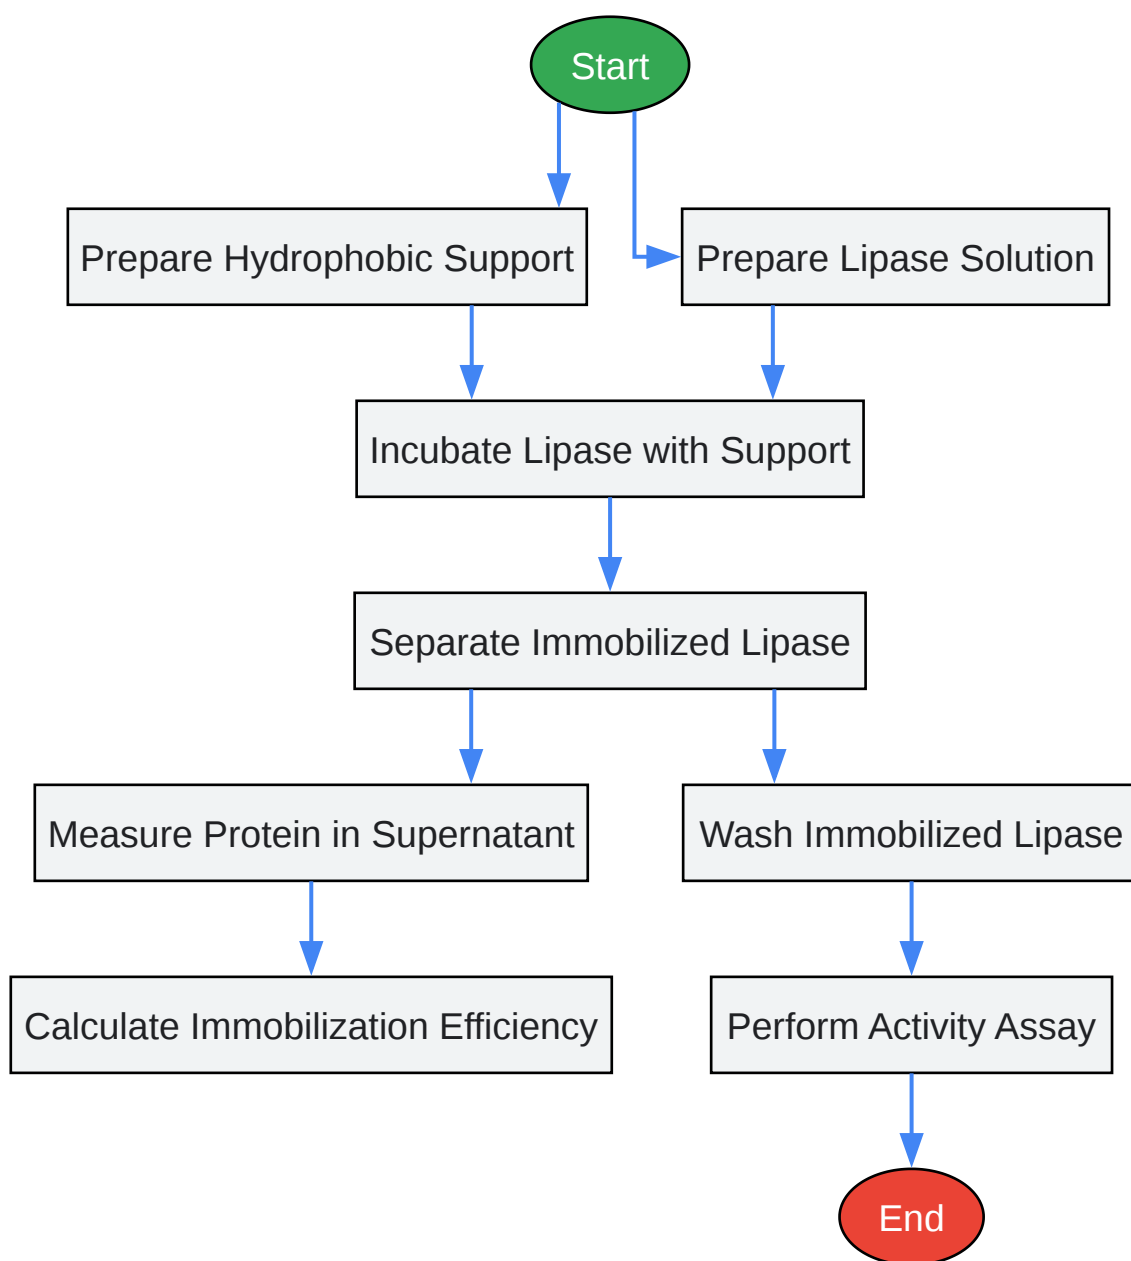 Start
Prepare Hydrophobic Support
Prepare Lipase Solution
Incubate Lipase with Support
Separate Immobilized Lipase
Measure Protein in Supernatant
Wash Immobilized Lipase
Calculate Immobilization Efficiency
Perform Activity Assay
End